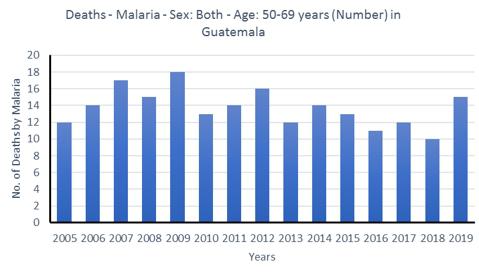 Deaths - Malaria - Sex: Both - Age: 50-69 years (Number) in
Guatemala
No. of Deaths by Malaria
20
18
16
14
12
10
8
6
4
2
0
2005 2006 2007 2008 2009 2010 2011 2012 2013 2014 2015 2016 2017 2018 2019
Years